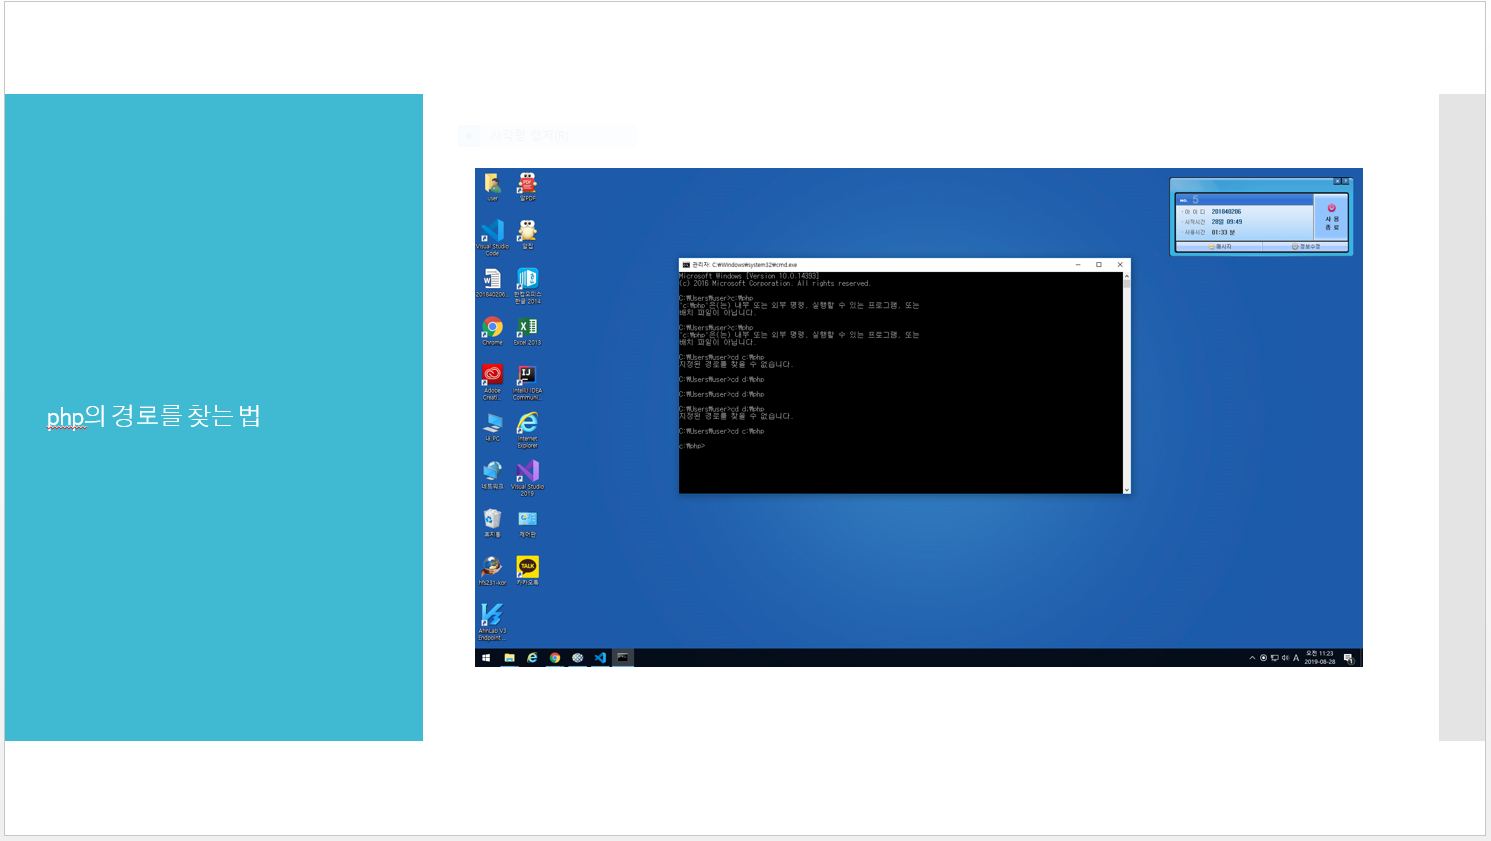 php의 경로를 찾는 법
user
알PDF
Visual Studio Code
알집
201840206...
한컴오피스 한글 2014
Chrome
Excel 2013
Adobe Creati...
IntelliJ IDEA Communi...
내 PC
Internet Explorer
네트워크
Visual Studio 2019
휴지통
제어판
hfs231-kor
카카오톡
AhnLab V3 Endpoint ...
TALK
관리자: C:₩Windows₩system32₩cmd.exe
Microsoft Windows [Version 10.0.14393]
(c) 2016 Microsoft Corporation. All rights reserved.
C:₩Users₩user>c:₩php
'c:₩php'은(는) 내부 또는 외부 명령, 실행할 수 있는 프로그램, 또는
배치 파일이 아닙니다.
C:₩Users₩user>c:₩php
'c:₩php'은(는) 내부 또는 외부 명령, 실행할 수 있는 프로그램, 또는
배치 파일이 아닙니다.
C:₩Users₩user>cd c:₩php
지정된 경로를 찾을 수 없습니다.
C:₩Users₩user>cd d:₩php
C:₩Users₩user>cd d:₩php
C:₩Users₩user>cd d:₩php
지정된 경로를 찾을 수 없습니다.
C:₩Users₩user>cd c:₩php
c:₩php>
NO. 5
아 이 디 201840206
시작시간 28일 09:49
사용시간 01:33 분
사 용
종 료
메시지
정보수정
A
오전 11:23
2019-08-28